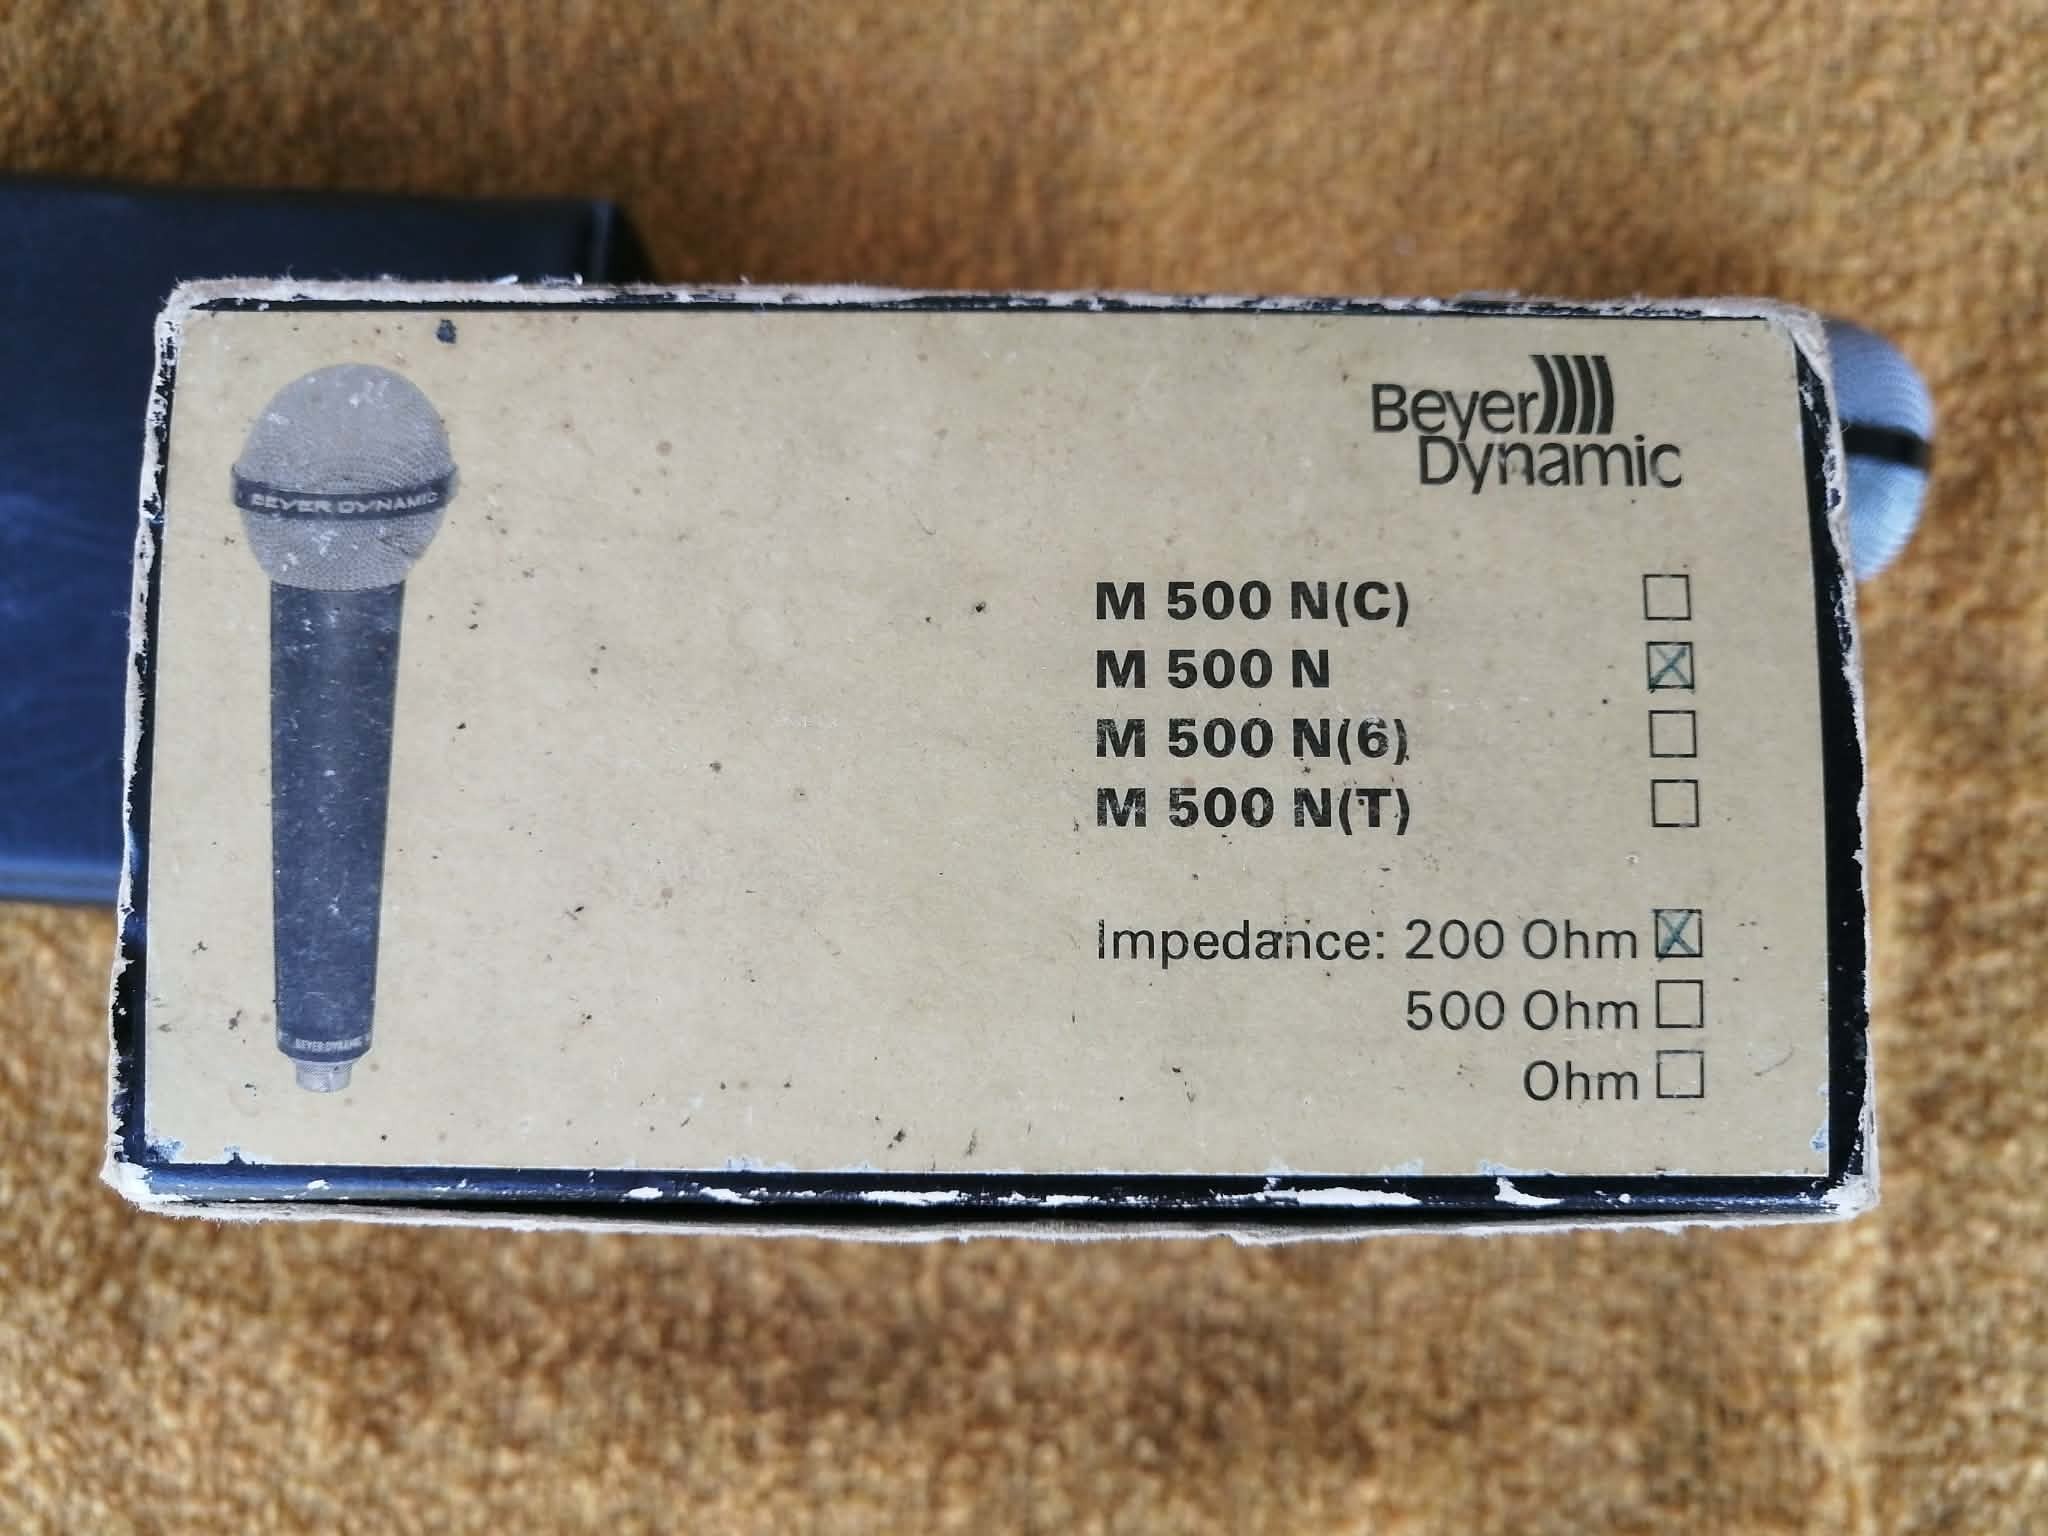 Beyer
Dynamic
BEYER DYNAMIC
M 500 N(C)
M 500 N
M 500 N(6)
M 500 N(T)
Impedance: 200 Ohm
500 Ohm
Ohm
BEYER DYNAMIC